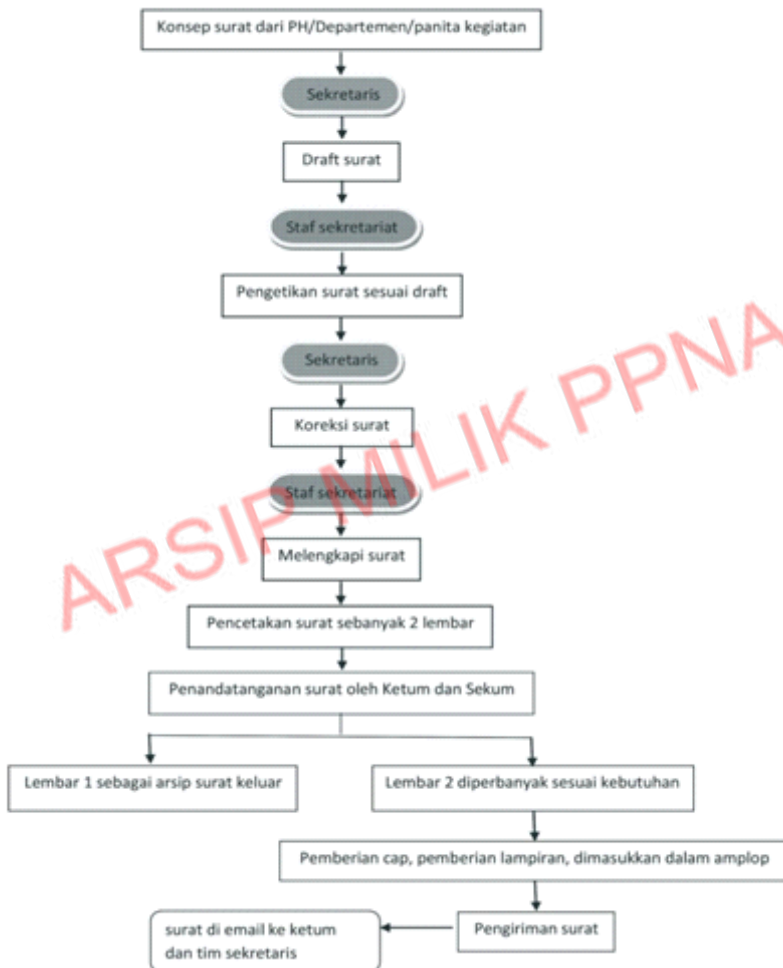 Konsep surat dari PH/Departemen/panita kegiatan
Sekretaris
Draft surat
Staf sekretariat
Pengetikan surat sesuai draft
Sekretaris
Koreksi surat
Staf sekretariat
Melengkapi surat
Pencetakan surat sebanyak 2 lembar
Penandatanganan surat oleh Ketum dan Sekum
Lembar 1 sebagai arsip surat keluar
Lembar 2 diperbanyak sesuai kebutuhan
Pemberian cap, pemberian lampiran, dimasukkan dalam amplop
Pengiriman surat
surat di email ke ketum
dan tim sekretaris
ARSIP MILIK PPNA